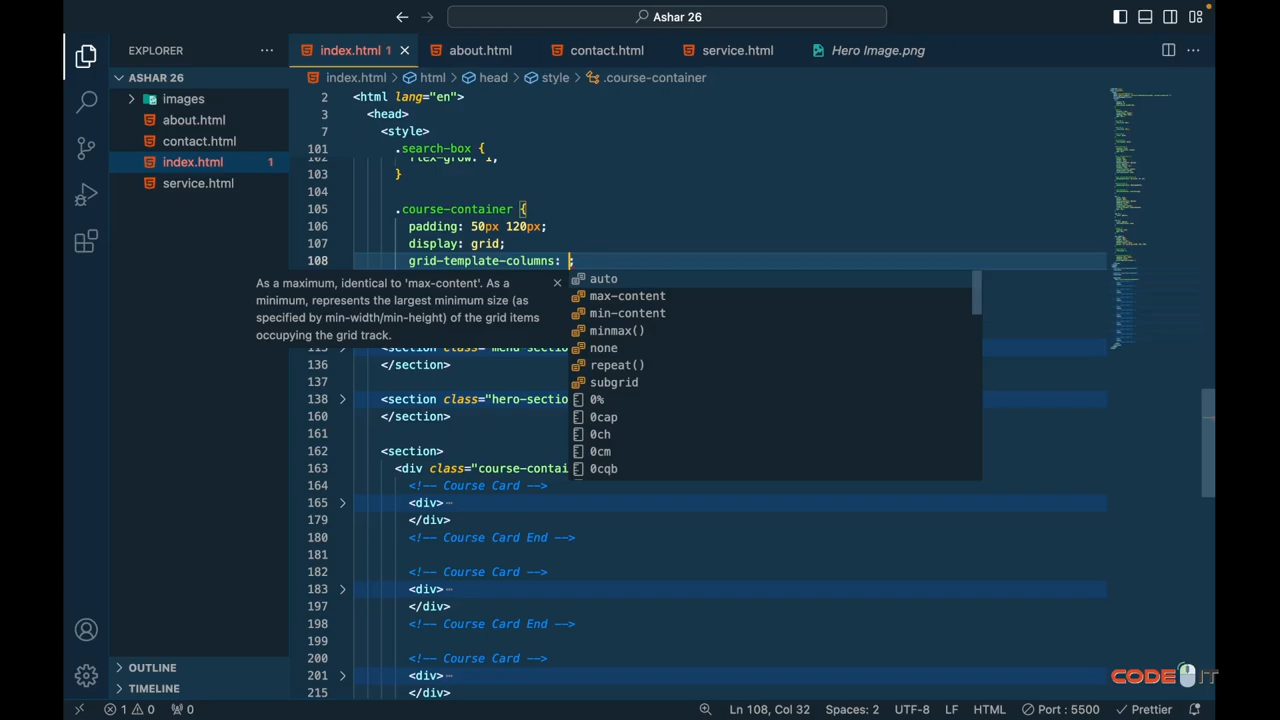 Ashar 26
EXPLORER
index.html 1
about.html
contact.html
service.html
Hero Image.png
ASHAR 26
images
about.html
contact.html
index.html 1
service.html
index.html > html > head > style > .course-container
2 <html lang="en">
3 <head>
7 <style>
101 .search-box {
102 flex-grow: 1;
103 }
104
105 .course-container {
106 padding: 50px 120px;
107 display: grid;
108 grid-template-columns: ;
As a maximum, identical to 'max-content'. As a
minimum, represents the largest minimum size (as
specified by min-width/min-height) of the grid items
occupying the grid track.
auto
max-content
min-content
minmax()
none
repeat()
subgrid
0%
0cap
0ch
0cm
0cqb
<section class="menu-sectio
136 </section>
137
138 <section class="hero-sectio
160 </section>
161
162 <section>
163 <div class="course-contai
164 <!-- Course Card -->
165 <div>⋯
179 </div>
180 <!-- Course Card End -->
181
182 <!-- Course Card -->
183 <div>⋯
197 </div>
198 <!-- Course Card End -->
199
200 <!-- Course Card -->
201 <div>⋯
215 </div>
OUTLINE
TIMELINE
CODE IT
1 0 0
Ln 108, Col 32
Spaces: 2
UTF-8
LF
HTML
Port : 5500
Prettier